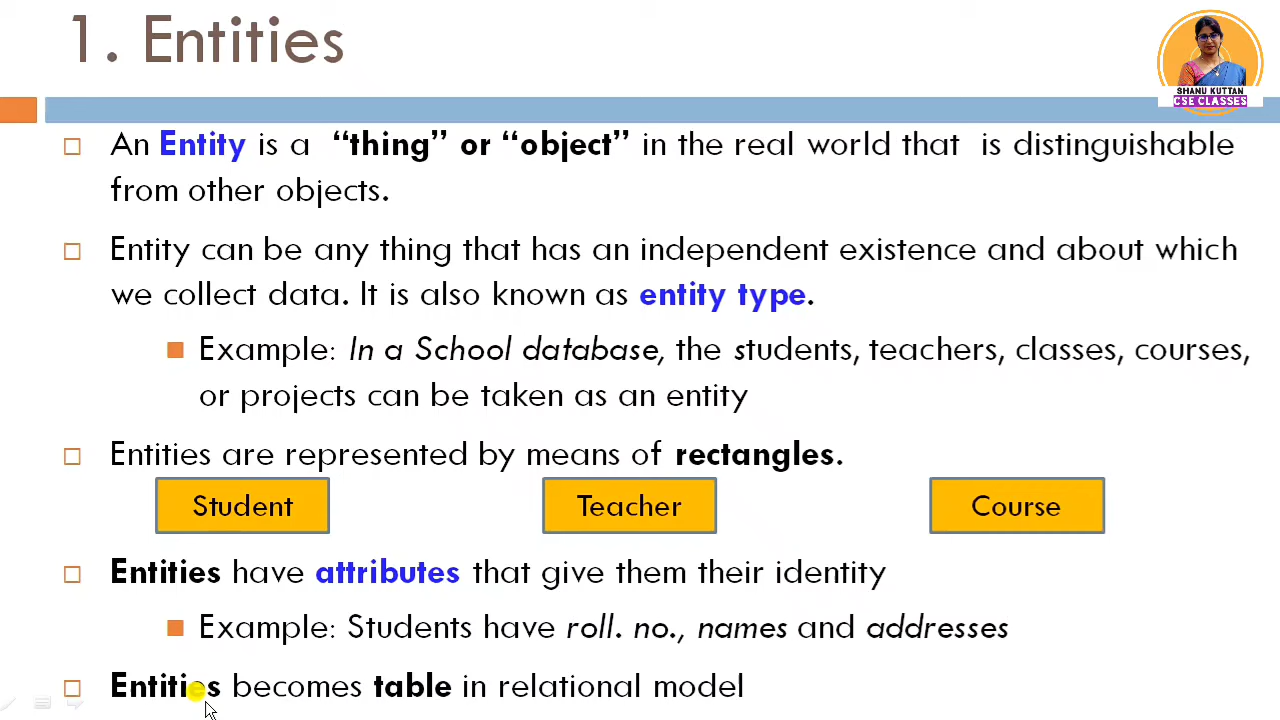 1. Entities
SHANU KUTTAN
CSE CLASSES
An Entity is a “thing” or “object” in the real world that is distinguishable
from other objects.
Entity can be any thing that has an independent existence and about which
we collect data. It is also known as entity type.
Example: In a School database, the students, teachers, classes, courses,
or projects can be taken as an entity
Entities are represented by means of rectangles.
Student Teacher Course
Entities have attributes that give them their identity
Example: Students have roll. no., names and addresses
Entities becomes table in relational model